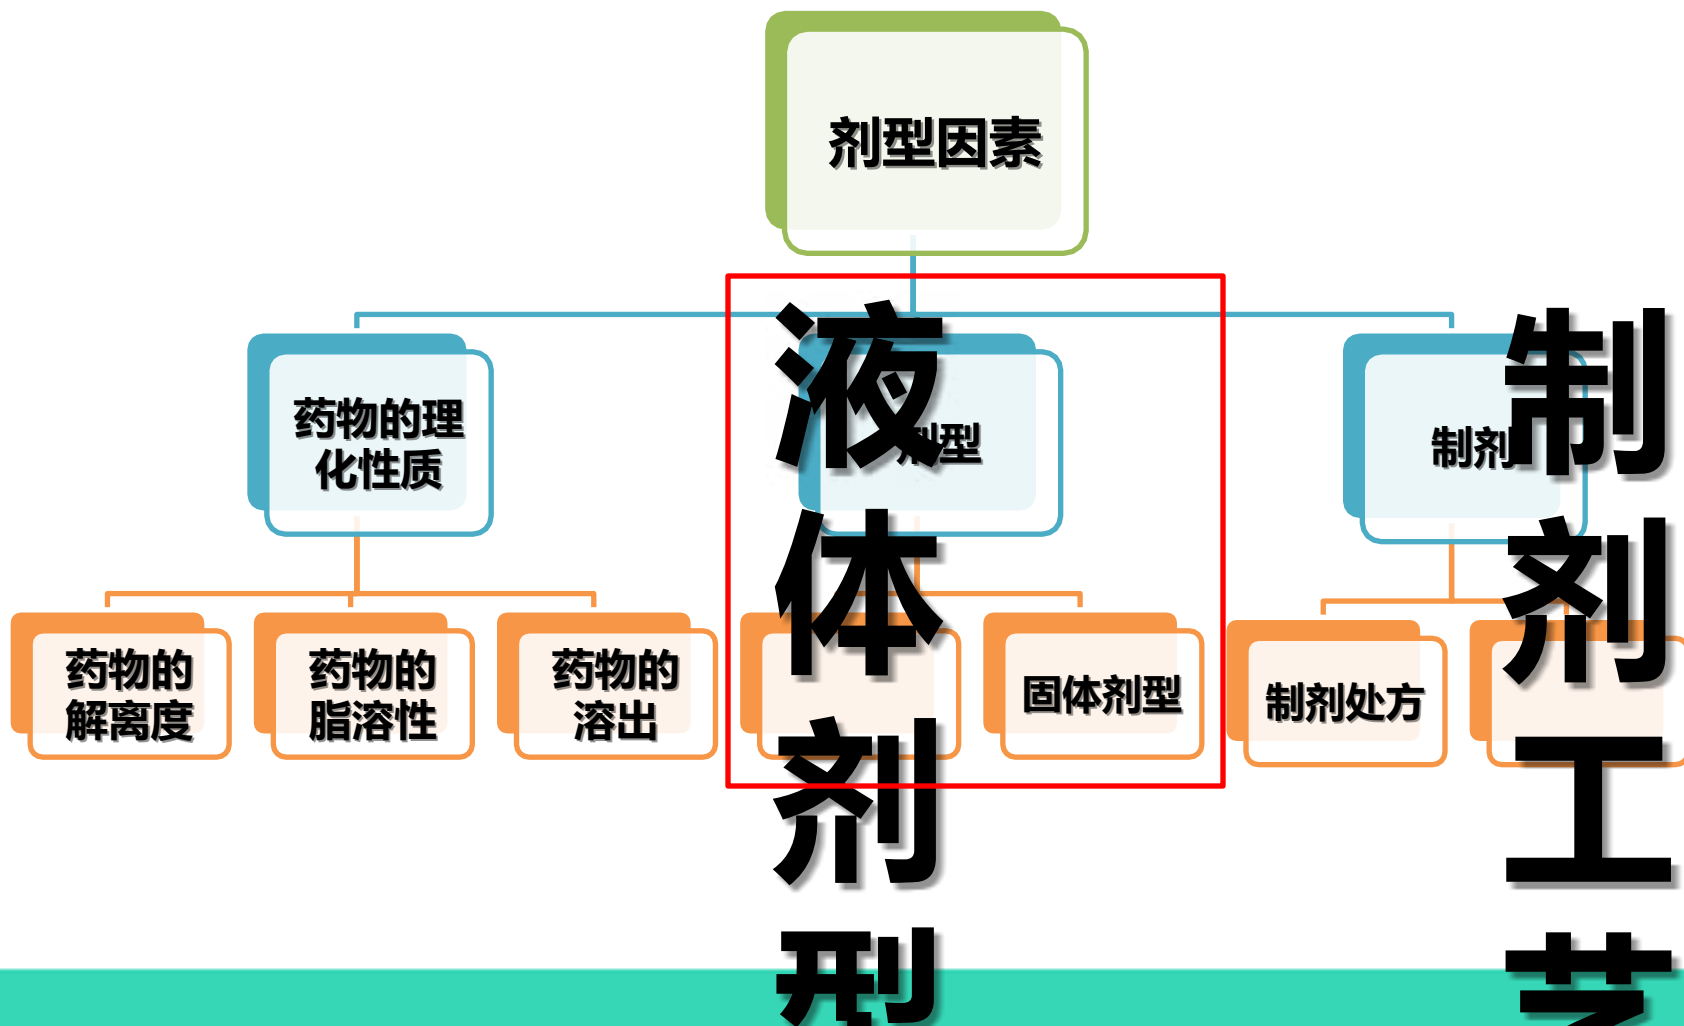 剂型因素
药物的理
化性质
剂型
制剂
药物的
解离度
药物的
脂溶性
药物的
溶出
液
体
剂
型
固体剂型
制剂处方
制
剂
工
艺